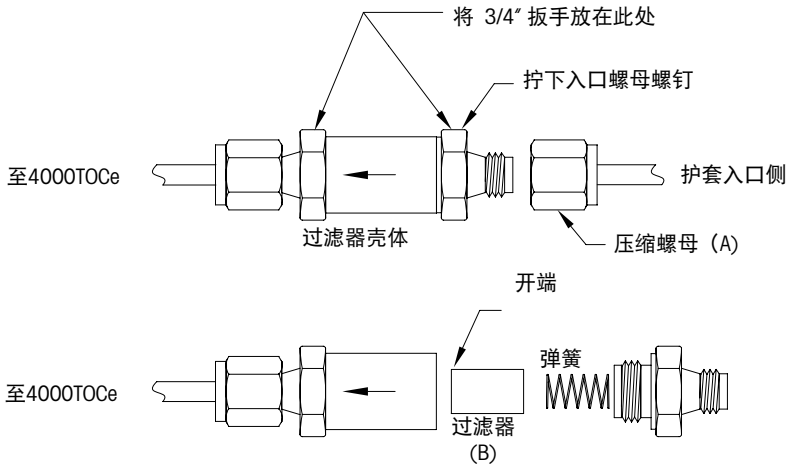 将 3/4" 扳手放在此处
拧下入口螺母螺钉
至4000TOCe
护套入口侧
过滤器壳体
压缩螺母（A)
开端
弹簧
至4000TOCe
过滤器
(B)